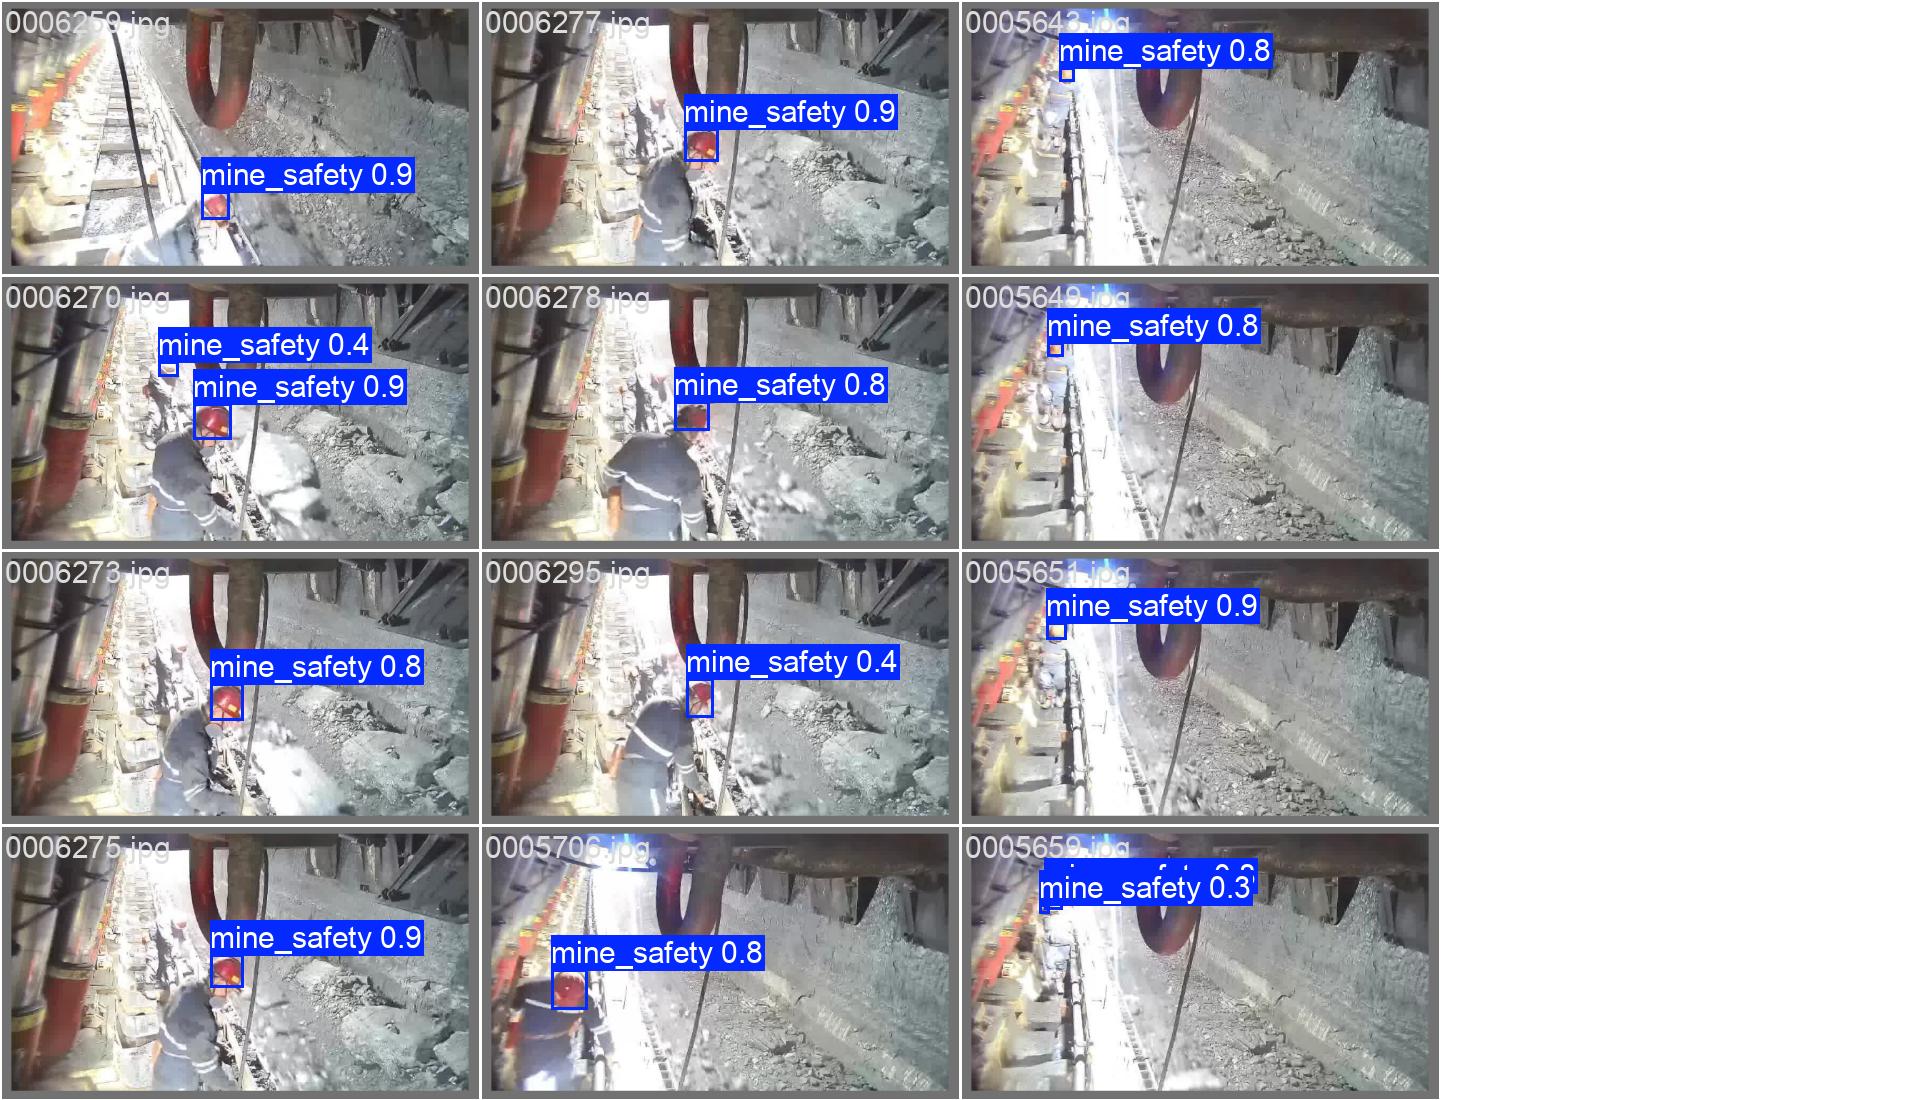 0006259.jpg
mine_safety 0.9
0006277.jpg
mine_safety 0.9
0005643.jpg
mine_safety 0.8
0006270.jpg
mine_safety 0.4
mine_safety 0.9
0006278.jpg
mine_safety 0.8
0005649.jpg
mine_safety 0.8
0006273.jpg
mine_safety 0.8
0006295.jpg
mine_safety 0.4
0005651.jpg
mine_safety 0.9
0006275.jpg
mine_safety 0.9
0005706.jpg
mine_safety 0.8
0005659.jpg
mine_safety 0.3